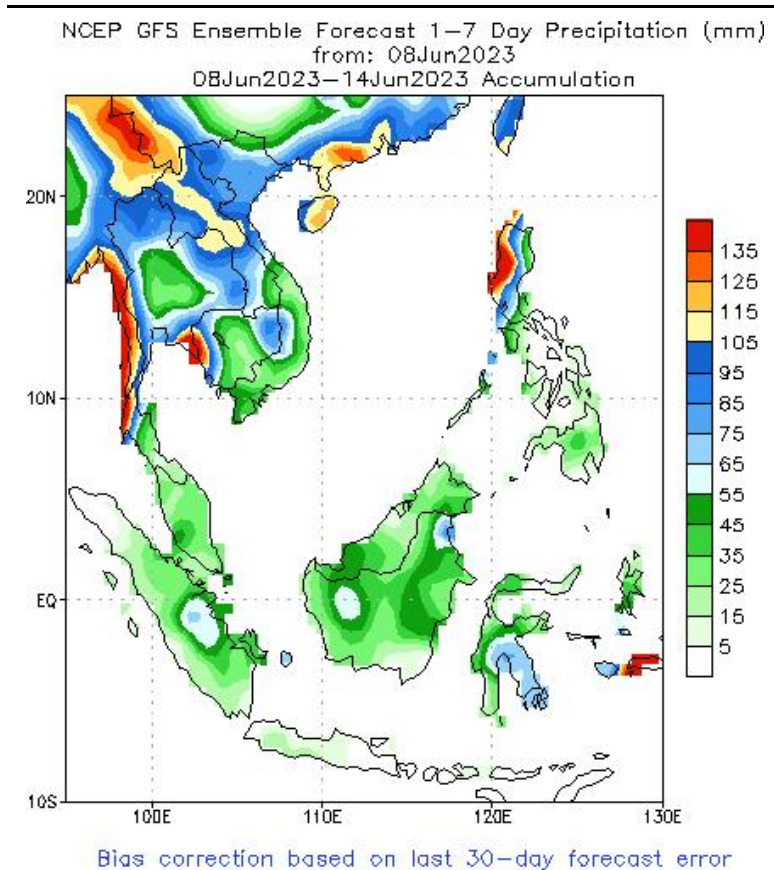 NCEP GFS Ensemble Forecast 1–7 Day Precipitation (mm)
from: 08Jun2023
08Jun2023–14Jun2023 Accumulation
20N
10N
EQ
10S
100E
110E
120E
130E
135
125
115
105
95
85
75
65
55
45
35
25
15
5
Bias correction based on last 30–day forecast error